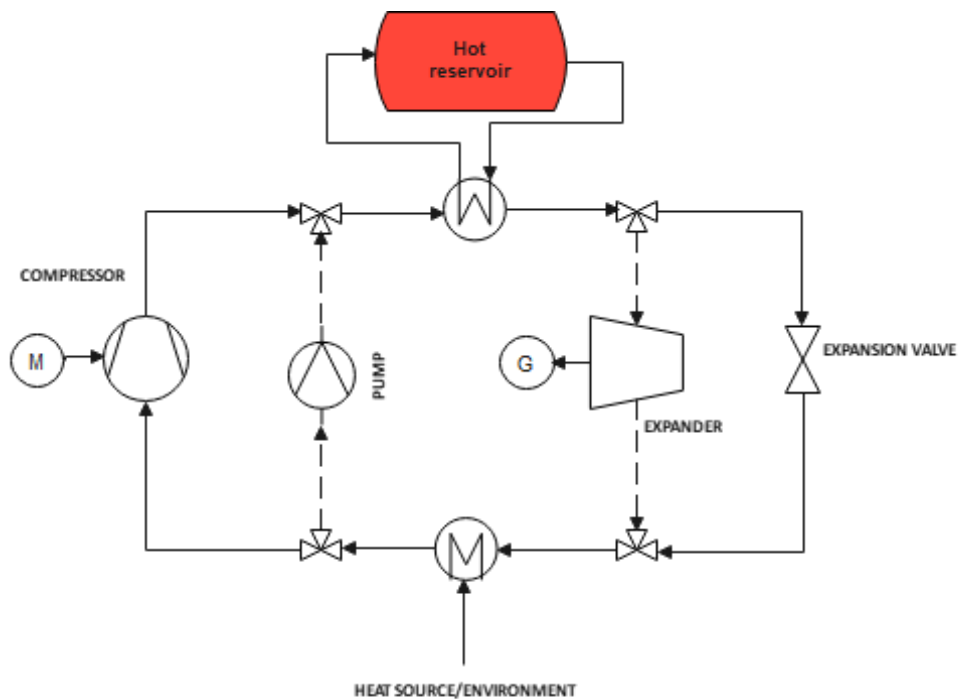 Hot
reservoir
COMPRESSOR
M
PUMP
G
EXPANSION VALVE
EXPANDER
HEAT SOURCE/ENVIRONMENT